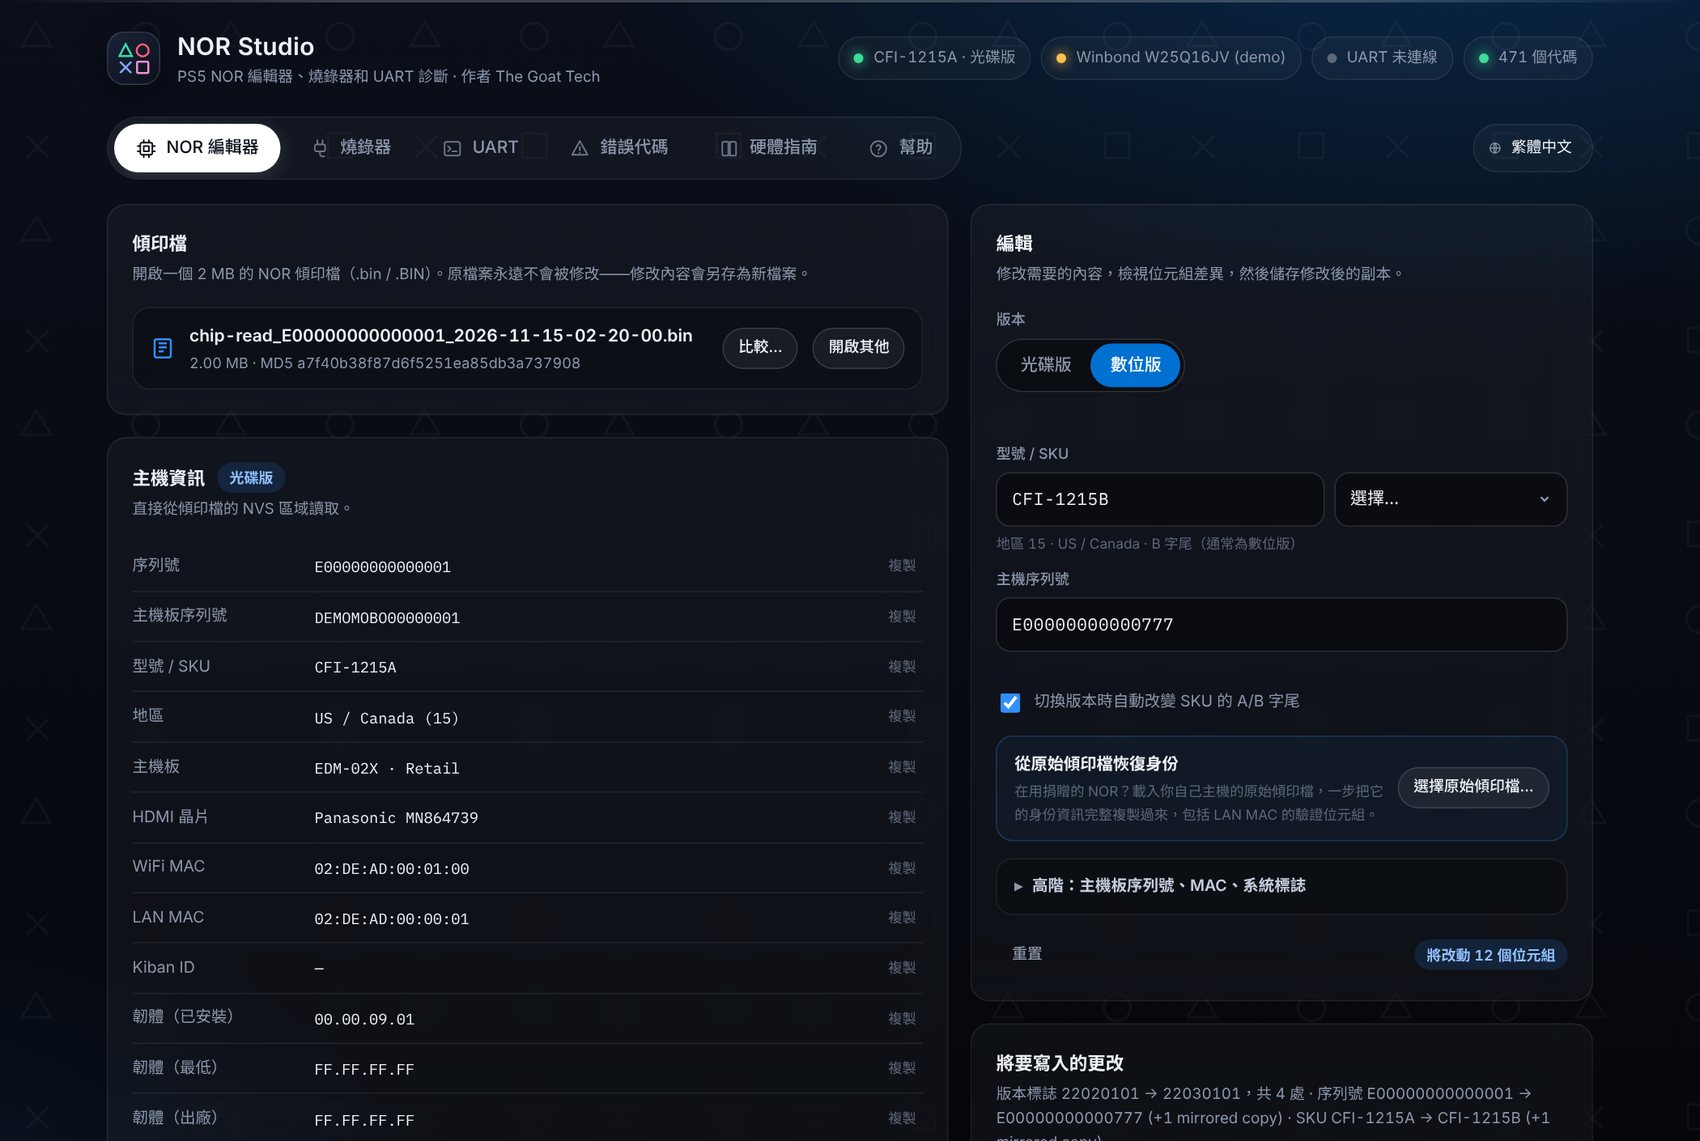 NOR Studio
PS5 NOR 編輯器、燒錄器和 UART 診斷 · 作者 The Goat Tech
CFI-1215A · 光碟版
Winbond W25Q16JV (demo)
UART 未連線
471 個代碼
NOR 編輯器
燒錄器
UART
錯誤代碼
硬體指南
幫助
繁體中文
傾印檔
開啟一個 2 MB 的 NOR 傾印檔（.bin / .BIN）。原檔案永遠不會被修改——修改內容會另存為新檔案。
chip-read_E00000000000001_2026-11-15-02-20-00.bin
2.00 MB · MD5 a7f40b38f87d6f5251ea85db3a737908
比較...
開啟其他
主機資訊 光碟版
直接從傾印檔的 NVS 區域讀取。
序列號 E00000000000001 複製
主機板序列號 DEMOMOBO00000001 複製
型號 / SKU CFI-1215A 複製
地區 US / Canada (15) 複製
主機板 EDM-02X · Retail 複製
HDMI 晶片 Panasonic MN864739 複製
WiFi MAC 02:DE:AD:00:01:00 複製
LAN MAC 02:DE:AD:00:00:01 複製
Kiban ID — 複製
韌體（已安裝） 00.00.09.01 複製
韌體（最低） FF.FF.FF.FF 複製
韌體（出廠） FF.FF.FF.FF 複製
編輯
修改需要的內容，檢視位元組差異，然後儲存修改後的副本。
版本
光碟版 數位版
型號 / SKU
CFI-1215B 選擇...
地區 15 · US / Canada · B 字尾（通常為數位版）
主機序列號
E00000000000777
切換版本時自動改變 SKU 的 A/B 字尾
從原始傾印檔恢復身份
在用捐贈的 NOR？載入你自己主機的原始傾印檔，一步把它
的身份資訊完整複製過來，包括 LAN MAC 的驗證位元組。
選擇原始傾印檔...
高階：主機板序列號、MAC、系統標誌
重置 將改動 12 個位元組
將要寫入的更改
版本標誌 22020101 → 22030101，共 4 處 · 序列號 E00000000000001 →
E00000000000777 (+1 mirrored copy) · SKU CFI-1215A → CFI-1215B (+1
mirrored copy)